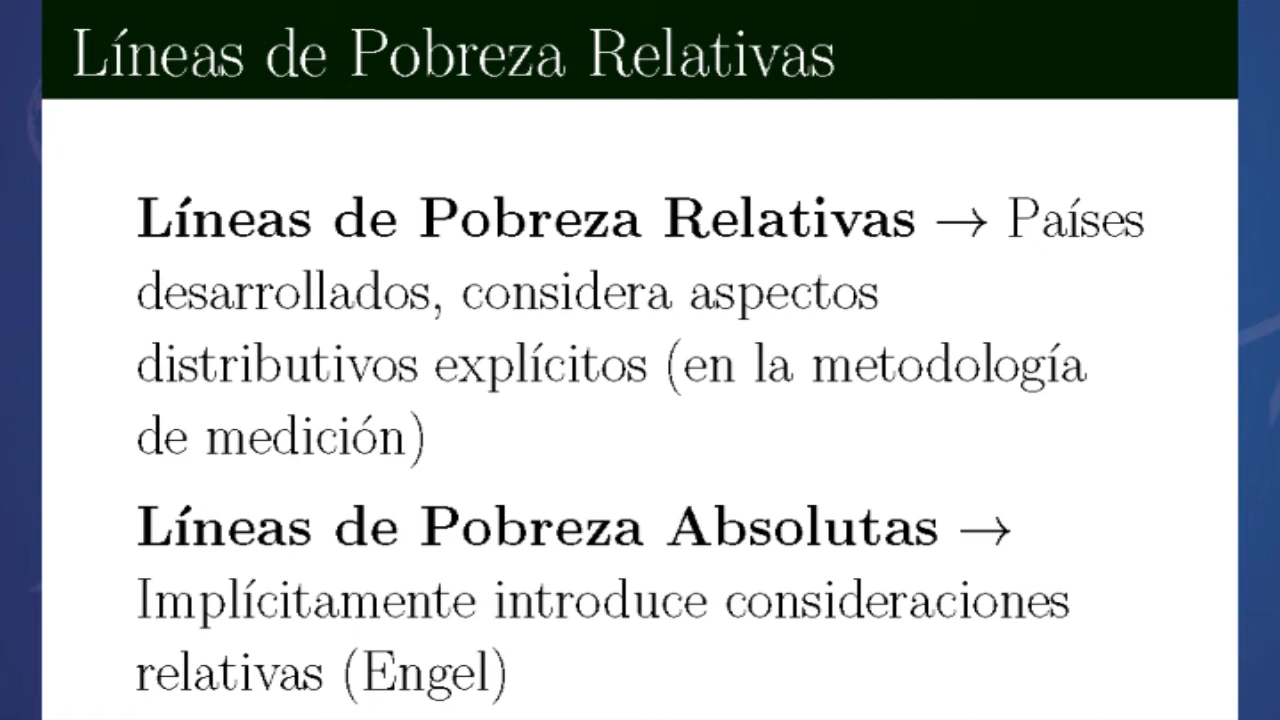 Líneas de Pobreza Relativas
Líneas de Pobreza Relativas → Países
desarrollados, considera aspectos
distributivos explícitos (en la metodología
de medición)
Líneas de Pobreza Absolutas →
Implícitamente introduce consideraciones
relativas (Engel)